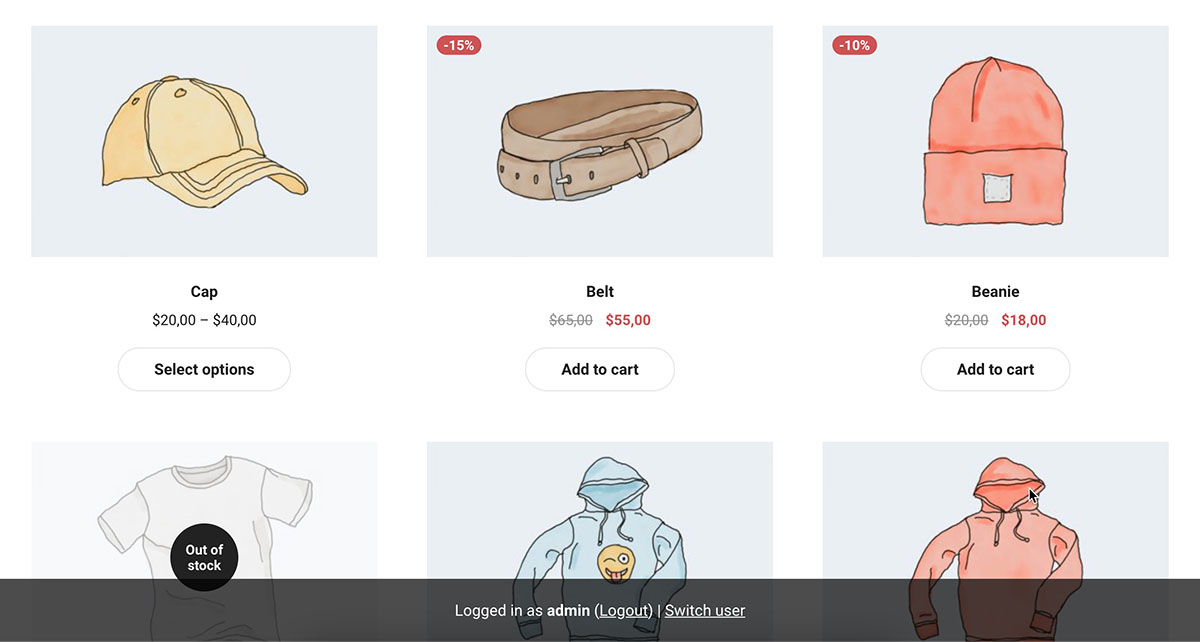 -15%
-10%
Cap
Belt
Beanie
$20,00 – $40,00
$65,00 $55,00
$20,00 $18,00
Select options
Add to cart
Add to cart
Out of
stock
Logged in as admin (Logout) | Switch user